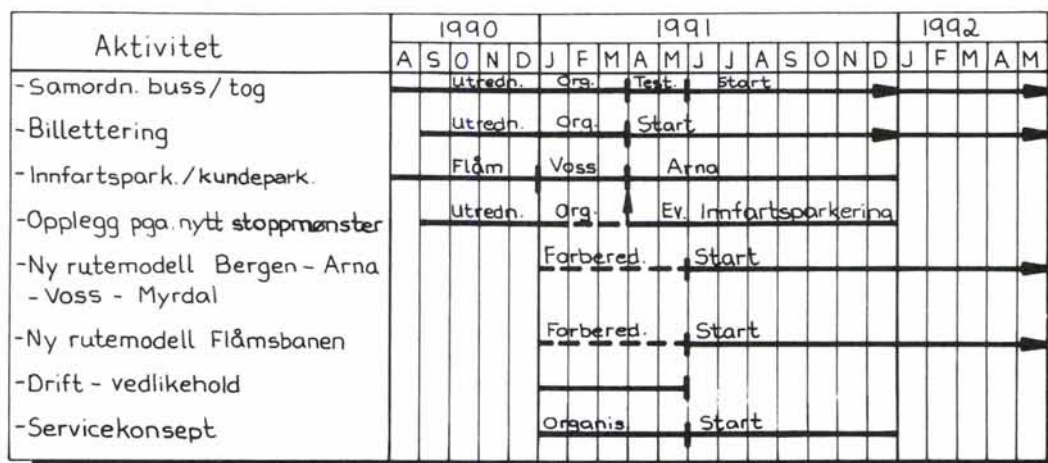 Aktivitet
1990 1991 1992
A S O N D J F M A M J J A S O N D J F M A M
-Samordn. buss/tog Utredn. Org. Test. Start
-Billettering Utredn. Org. Start
-Innfartspark./kundepark. Flåm Voss Arna
-Opplegg pga. nytt stoppmønster Utredn. Org. Ev. Innfartsparkering
-Ny rutemodell Bergen - Arna Forbered. Start
- Voss - Myrdal
-Ny rutemodell Flåmsbanen Forbered. Start
-Drift - vedlikehold
-Servicekonsept Organis. Start